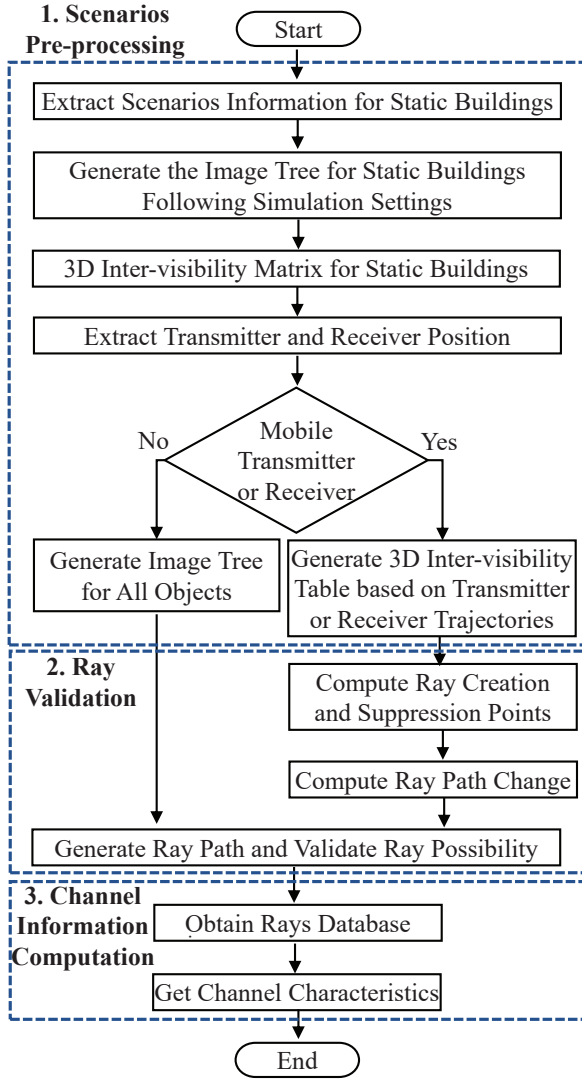 1. Scenarios
Pre-processing
Start
Extract Scenarios Information for Static Buildings
Generate the Image Tree for Static Buildings
Following Simulation Settings
3D Inter-visibility Matrix for Static Buildings
Extract Transmitter and Receiver Position
No
Mobile
Transmitter
or Receiver
Yes
Generate Image Tree
for All Objects
Generate 3D Inter-visibility
Table based on Transmitter
or Receiver Trajectories
2. Ray
Validation
Compute Ray Creation
and Suppression Points
Compute Ray Path Change
Generate Ray Path and Validate Ray Possibility
3. Channel
Information
Computation
Obtain Rays Database
Get Channel Characteristics
End